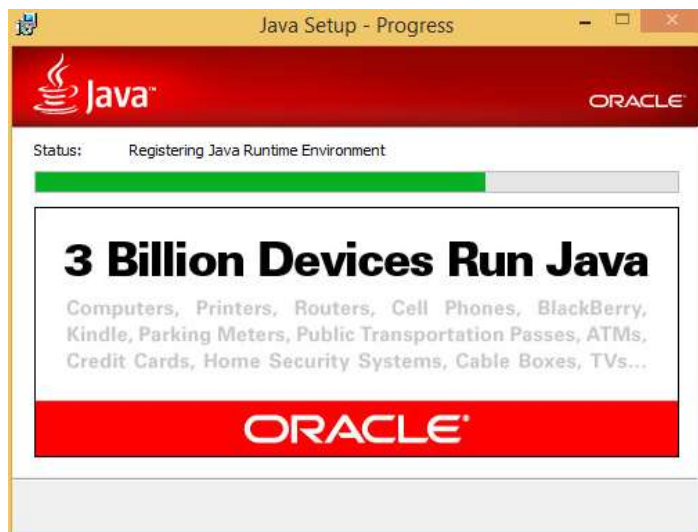 Java Setup - Progress
Java™
ORACLE®
Status: Registering Java Runtime Environment
3 Billion Devices Run Java
Computers, Printers, Routers, Cell Phones, BlackBerry,
Kindle, Parking Meters, Public Transportation Passes, ATMs,
Credit Cards, Home Security Systems, Cable Boxes, TVs...
ORACLE®